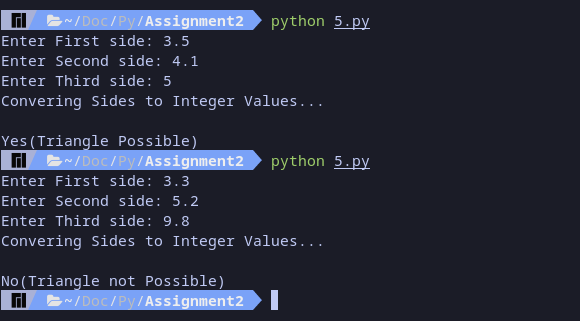 ~/Doc/Py/Assignment2 python 5.py
Enter First side: 3.5
Enter Second side: 4.1
Enter Third side: 5
Convering Sides to Integer Values...
Yes(Triangle Possible)
~/Doc/Py/Assignment2 python 5.py
Enter First side: 3.3
Enter Second side: 5.2
Enter Third side: 9.8
Convering Sides to Integer Values...
No(Triangle not Possible)
~/Doc/Py/Assignment2